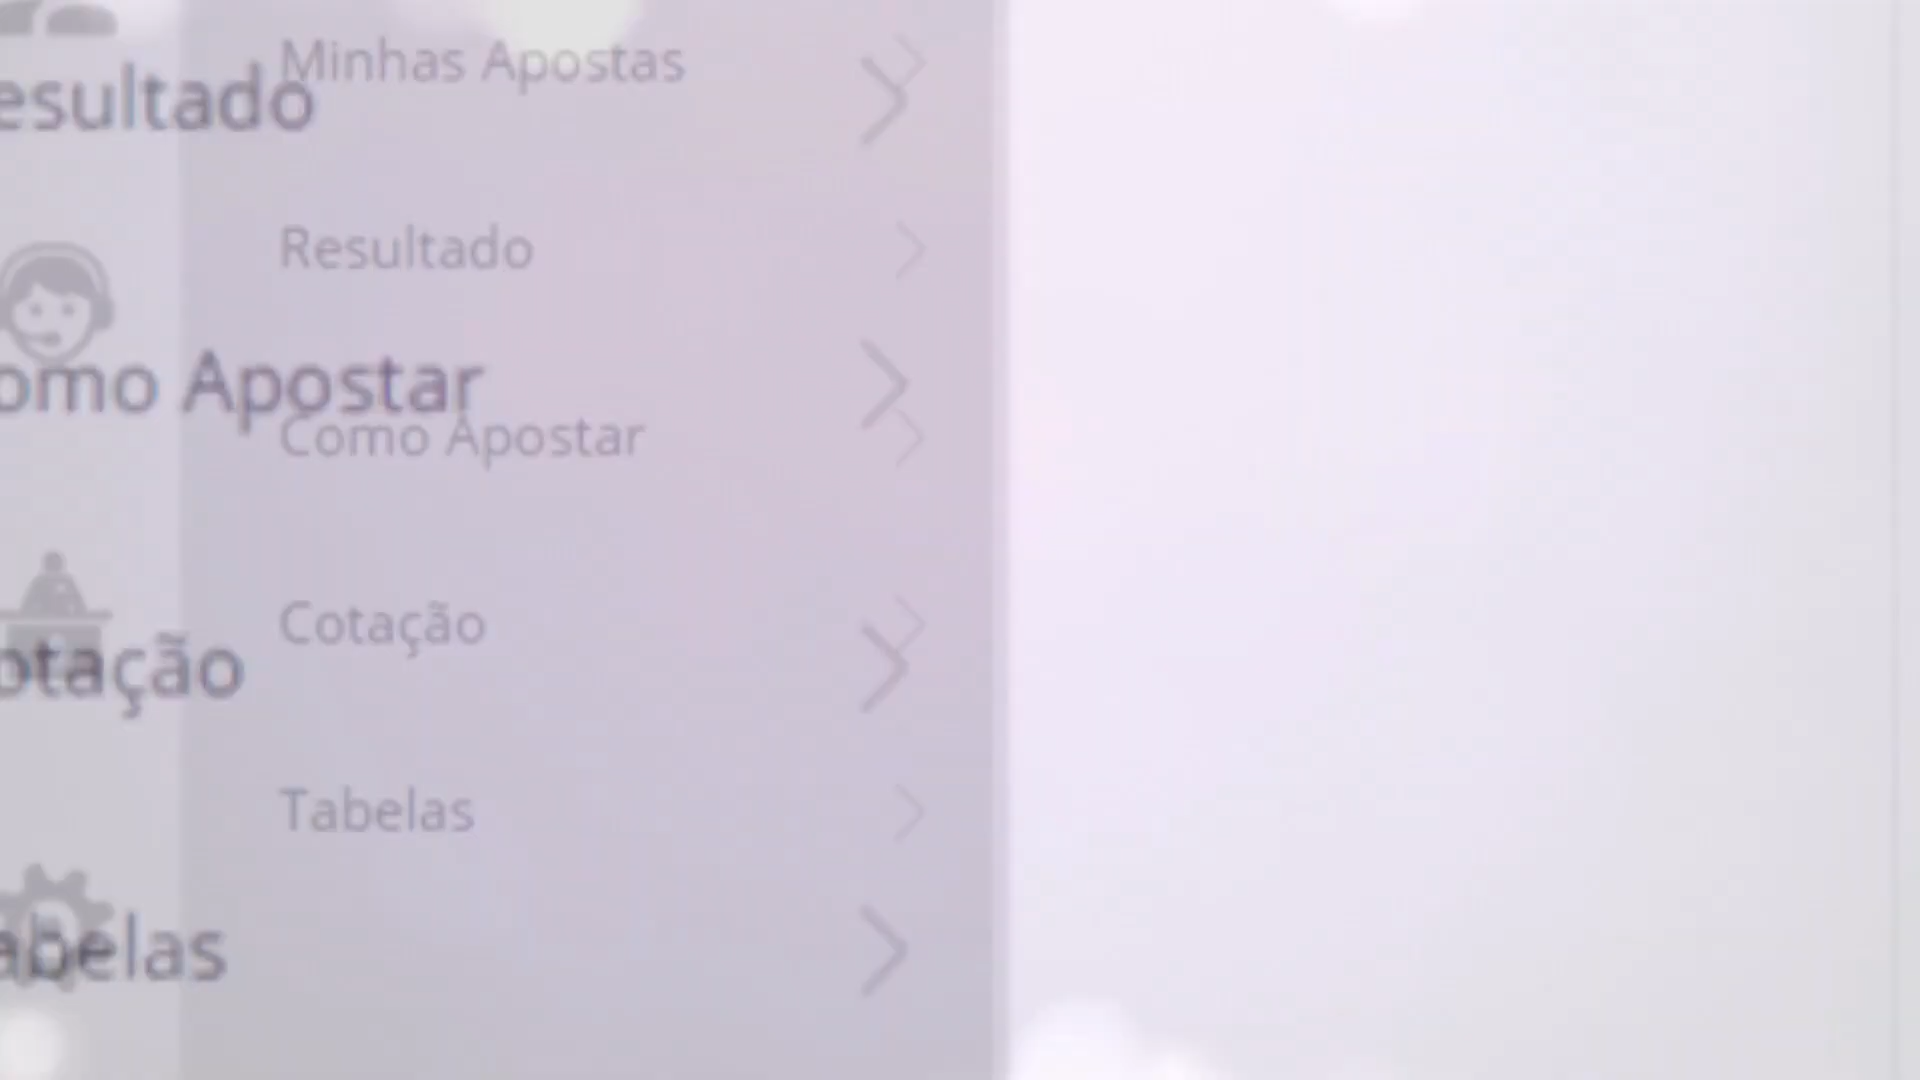 Minhas Apostas
esultado
Resultado
omo Apostar
Como Apostar
Cotação
otação
Tabelas
abelas